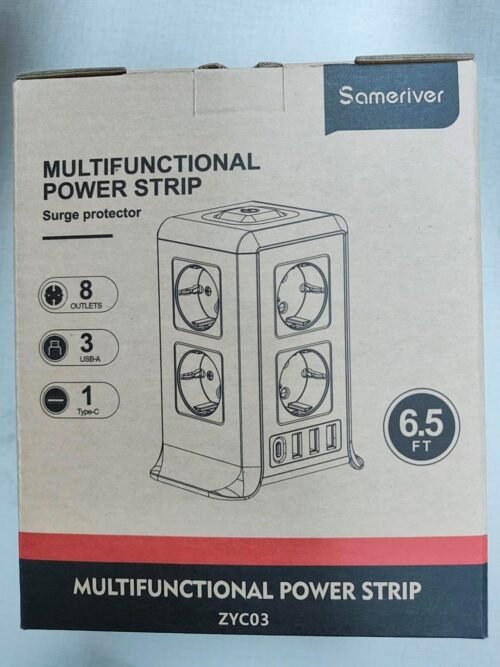 Sameriver
MULTIFUNCTIONAL
POWER STRIP
Surge protector
8
OUTLETS
3
USB-A
1
Type-C
6.5
FT
MULTIFUNCTIONAL POWER STRIP
ZYC03